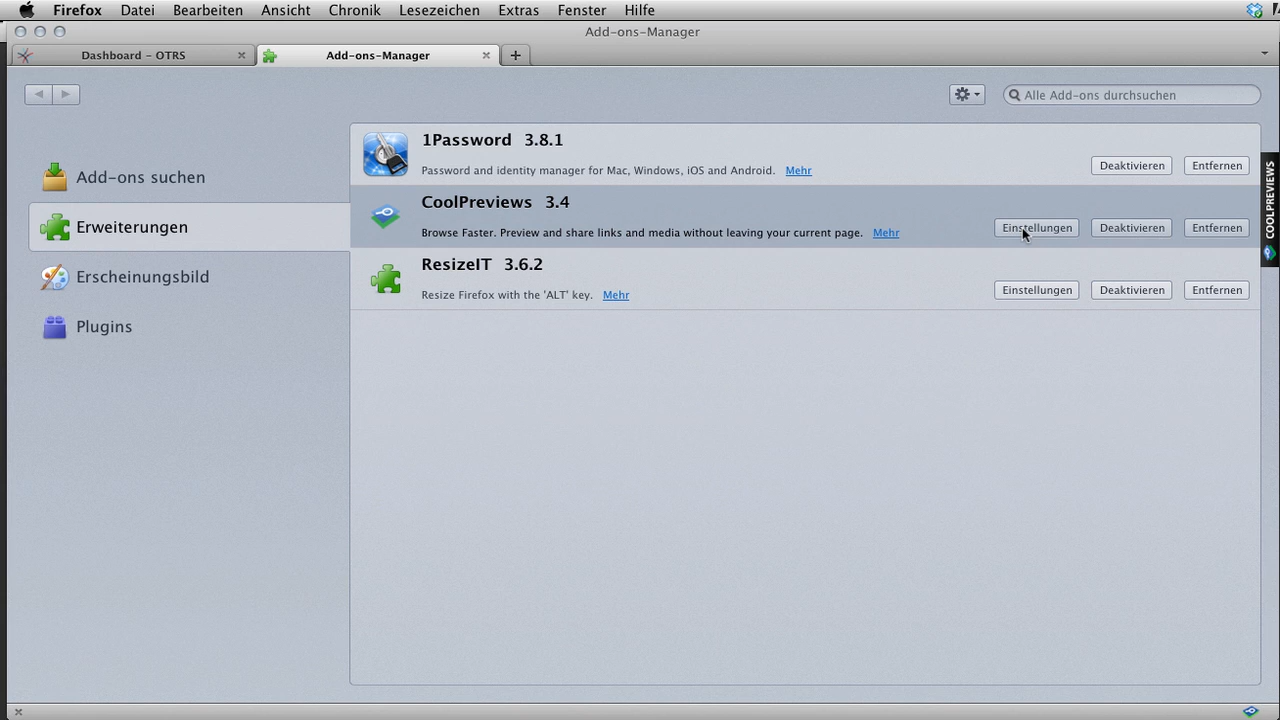 Firefox Datei Bearbeiten Ansicht Chronik Lesezeichen Extras Fenster Hilfe
Add-ons-Manager
Dashboard – OTRS Add-ons-Manager
Alle Add-ons durchsuchen
Add-ons suchen
Erweiterungen
Erscheinungsbild
Plugins
1Password 3.8.1
Password and identity manager for Mac, Windows, iOS and Android. Mehr Deaktivieren Entfernen
CoolPreviews 3.4
Browse Faster. Preview and share links and media without leaving your current page. Mehr Einstellungen Deaktivieren Entfernen
ResizeIT 3.6.2
Resize Firefox with the 'ALT' key. Mehr Einstellungen Deaktivieren Entfernen
COOLPREVIEWS